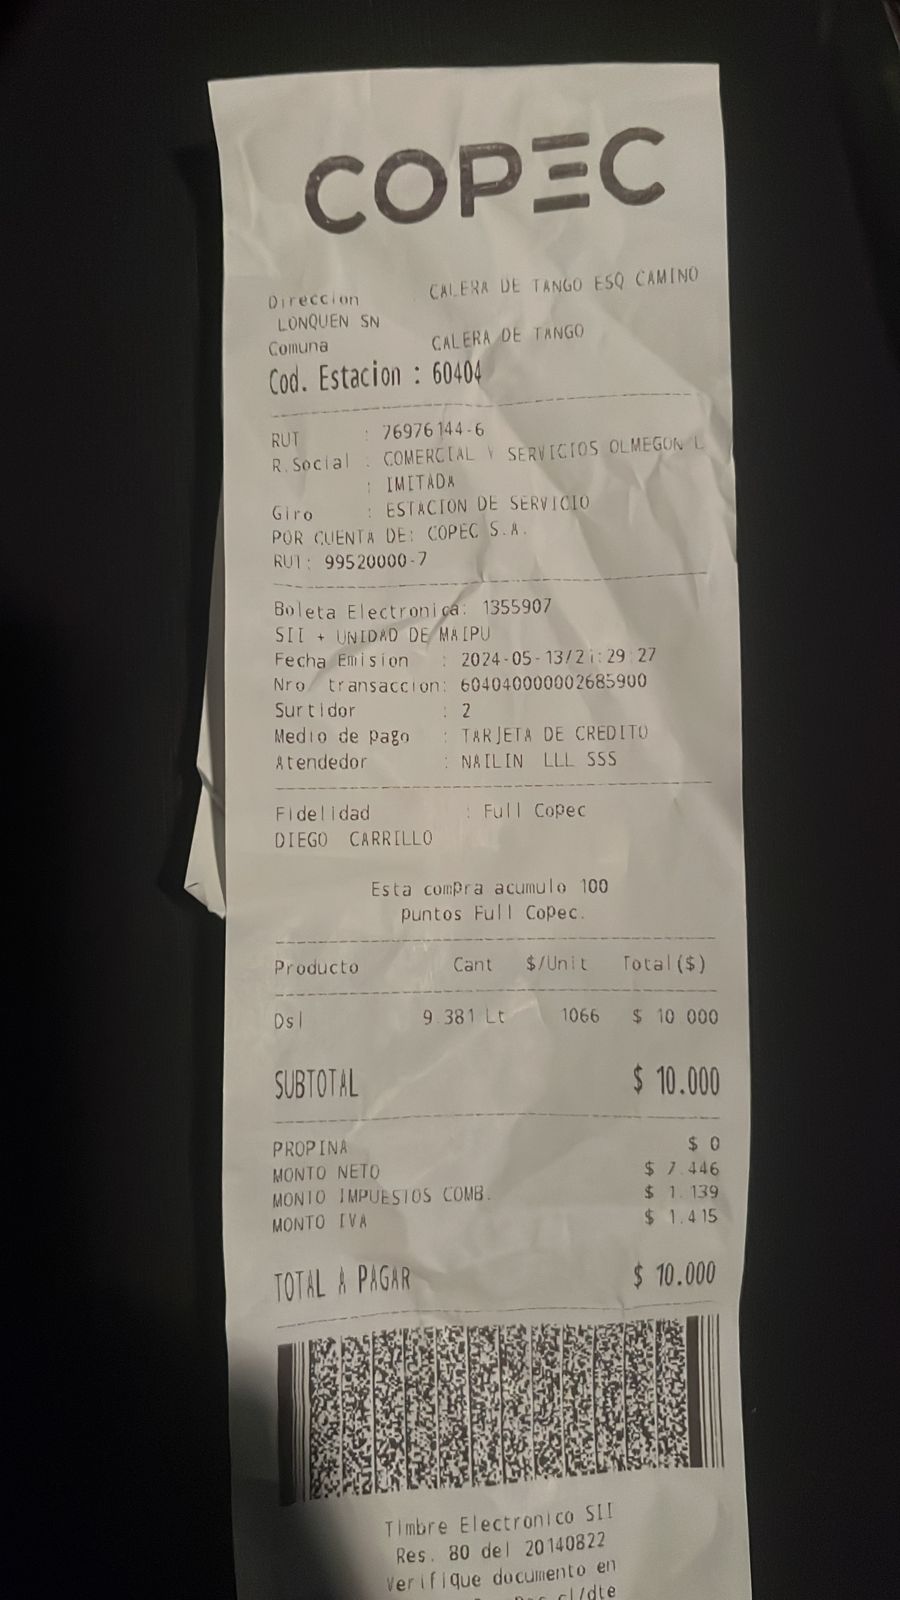 COPEC
Direccion : CALERA DE TANGO ESQ CAMINO
LONQUEN SN
Comuna CALERA DE TANGO
Cod. Estacion : 60404
RUT : 76976144-6
R.Social : COMERCIAL Y SERVICIOS OLMEGON L
: IMITADA
Giro : ESTACION DE SERVICIO
POR CUENTA DE: COPEC S.A.
RUT: 99520000-7
Boleta Electronica: 1355907
SII + UNIDAD DE MAIPU
Fecha Emision : 2024-05-13/21:29:27
Nro transaccion: 604040000002685900
Surtidor : 2
Medio de pago : TARJETA DE CREDITO
Atendedor : NAILIN LLL SSS
Fidelidad : Full Copec
DIEGO CARRILLO
Esta compra acumulo 100
puntos Full Copec.
Producto Cant $/Unit Total($)
Dsl 9.381 Lt 1066 $ 10.000
SUBTOTAL $ 10.000
PROPINA $ 0
MONTO NETO $ 7.446
MONTO IMPUESTOS COMB. $ 1.139
MONTO IVA $ 1.415
TOTAL A PAGAR $ 10.000
Timbre Electronico SII
Res. 80 del 20140822
Verifique documento en
cl/dte